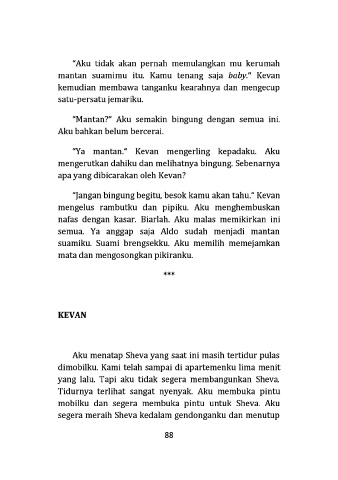 "Aku tidak akan pernah memulangkan mu kerumah
mantan suamimu itu. Kamu tenang saja baby." Kevan
kemudian membawa tanganku kearahnya dan mengecup
satu-persatu jemariku.
"Mantan?" Aku semakin bingung dengan semua ini.
Aku bahkan belum bercerai.
"Ya mantan." Kevan mengerling kepadaku. Aku
mengerutkan dahiku dan melihatnya bingung. Sebenarnya
apa yang dibicarakan oleh Kevan?
"Jangan bingung begitu, besok kamu akan tahu." Kevan
mengelus rambutku dan pipiku. Aku menghembuskan
nafas dengan kasar. Biarlah. Aku malas memikirkan ini
semua. Ya anggap saja Aldo sudah menjadi mantan
suamiku. Suami brengsekku. Aku memilih memejamkan
mata dan mengosongkan pikiranku.
***
KEVAN
Aku menatap Sheva yang saat ini masih tertidur pulas
dimobilku. Kami telah sampai di apartemenku lima menit
yang lalu. Tapi aku tidak segera membangunkan Sheva.
Tidurnya terlihat sangat nyenyak. Aku membuka pintu
mobilku dan segera membuka pintu untuk Sheva. Aku
segera meraih Sheva kedalam gendonganku dan menutup
88